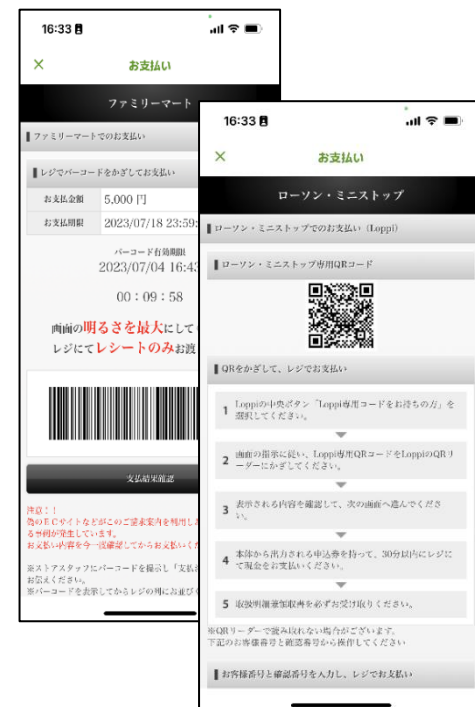 16:33
お支払い
ファミリーマート
ファミリーマートでのお支払い
レジでバーコードをかざしてお支払い
お支払金額 5,000 円
お支払期限 2023/07/18 23:59:
バーコード有効期限
2023/07/04 16:43
00：09：58
画面の明るさを最大にして
レジにてレシートのみお渡
支払結果確認
注意！！
偽のECサイトなどがこのご請求案内を利用し
る事例が発生しています。
お支払い内容を今一度確認してからお支払いくだ
※ストアスタッフにバーコードを提示し「支払
お伝えください。
※バーコードを表示してからレジの列にお並びく
16:33
お支払い
ローソン・ミニストップ
ローソン・ミニストップでのお支払い（Loppi）
ローソン・ミニストップ専用QRコード
QRをかざして、レジでお支払い
1 Loppiの中央ボタン「Loppi専用コードをお持ちの方」を
選択してください。
2 画面の指示に従い、Loppi専用QRコードをLoppiのQRリ
ーダーにかざしてください。
3 表示される内容を確認して、次の画面へ進んでくださ
い。
4 本体から出力される申込券を持って、30分以内にレジに
て現金をお支払いください。
5 取扱明細兼領収書を必ずお受け取りください。
※QRリーダーで読み取れない場合がございます。
下記のお客様番号と確認番号から操作してください
お客様番号と確認番号を入力し、レジでお支払い